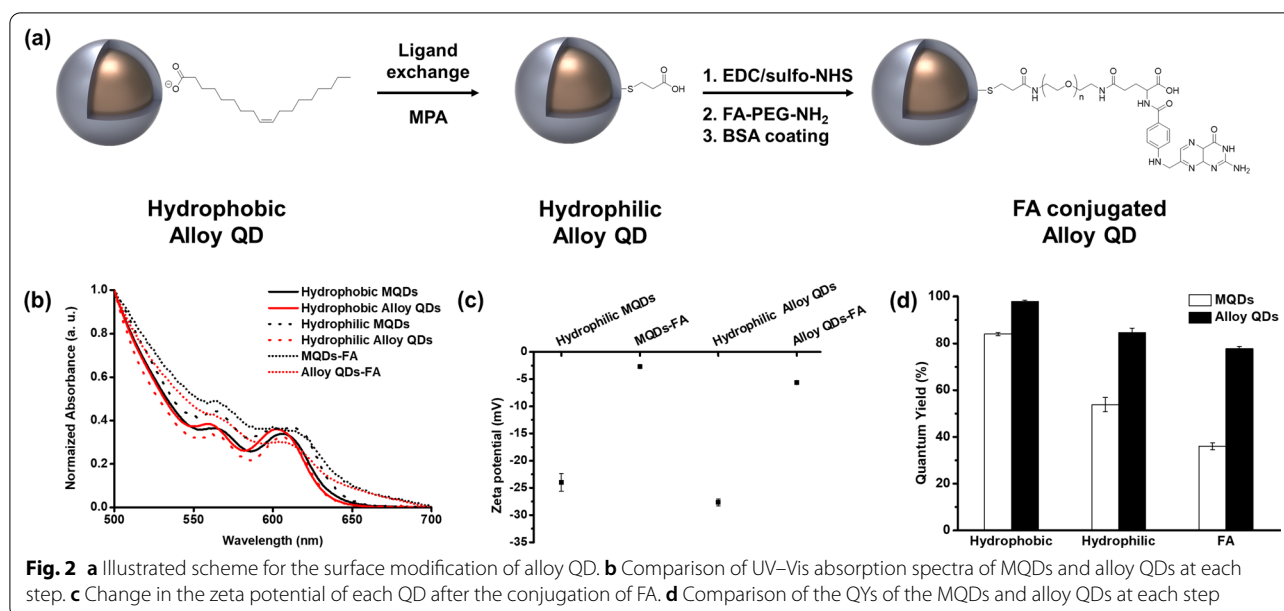 (a)
Ligand
exchange
MPA
1. EDC/sulfo-NHS
2. FA-PEG-NH₂
3. BSA coating
O
O
⊖
S
O
OH
S
O
N
H
O
n
H
N
O
O
OH
NH
O
HN
N
N
O
NH
N
NH₂
Hydrophobic
Alloy QD
Hydrophilic
Alloy QD
FA conjugated
Alloy QD
(b)
Normaized Absorbance (a. u.)
1.0
0.8
0.6
0.4
0.2
0.0
500
550
600
650
700
Wavelength (nm)
Hydrophobic MQDs
Hydrophobic Alloy QDs
Hydrophilic MQDs
Hydrophilic Alloy QDs
MQDs-FA
Alloy QDs-FA
(c)
Hydrophilic MQDs
MQDs-FA
Hydrophilic Alloy QDs
Alloy QDs-FA
Zeta potential (mV)
0
-5
-10
-15
-20
-25
-30
-35
(d)
Quantum Yield (%)
100
80
60
40
20
0
MQDs
Alloy QDs
Hydrophobic
Hydrophilic
FA
Fig. 2 a Illustrated scheme for the surface modification of alloy QD. b Comparison of UV–Vis absorption spectra of MQDs and alloy QDs at each
step. c Change in the zeta potential of each QD after the conjugation of FA. d Comparison of the QYs of the MQDs and alloy QDs at each step